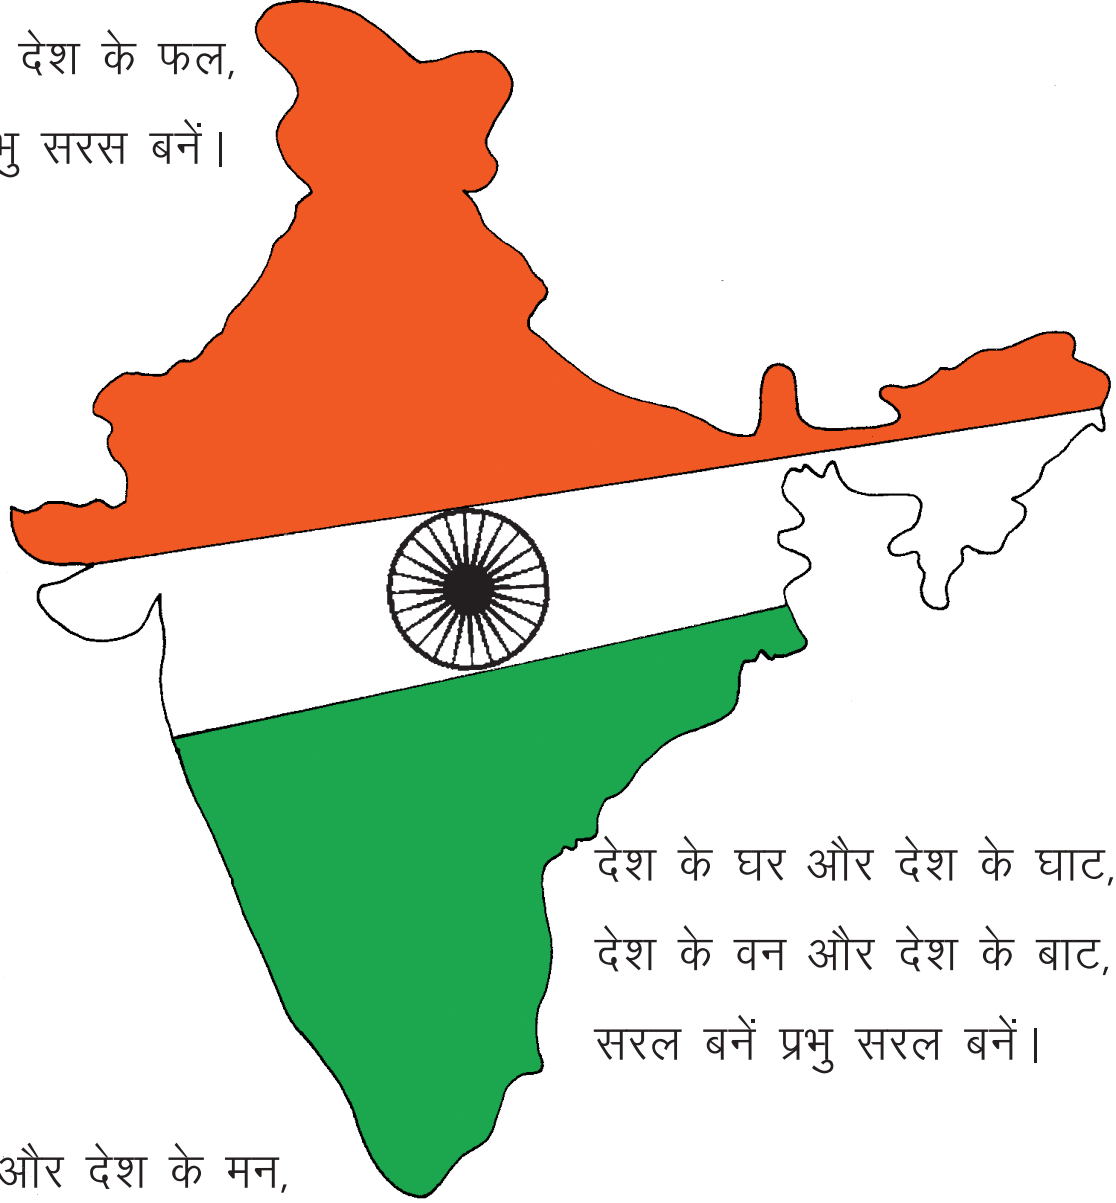 देश के फल,
सरस बनें।
देश के घर और देश के घाट,
देश के वन और देश के बाट,
सरल बनें प्रभु सरल बनें।
और देश के मन,